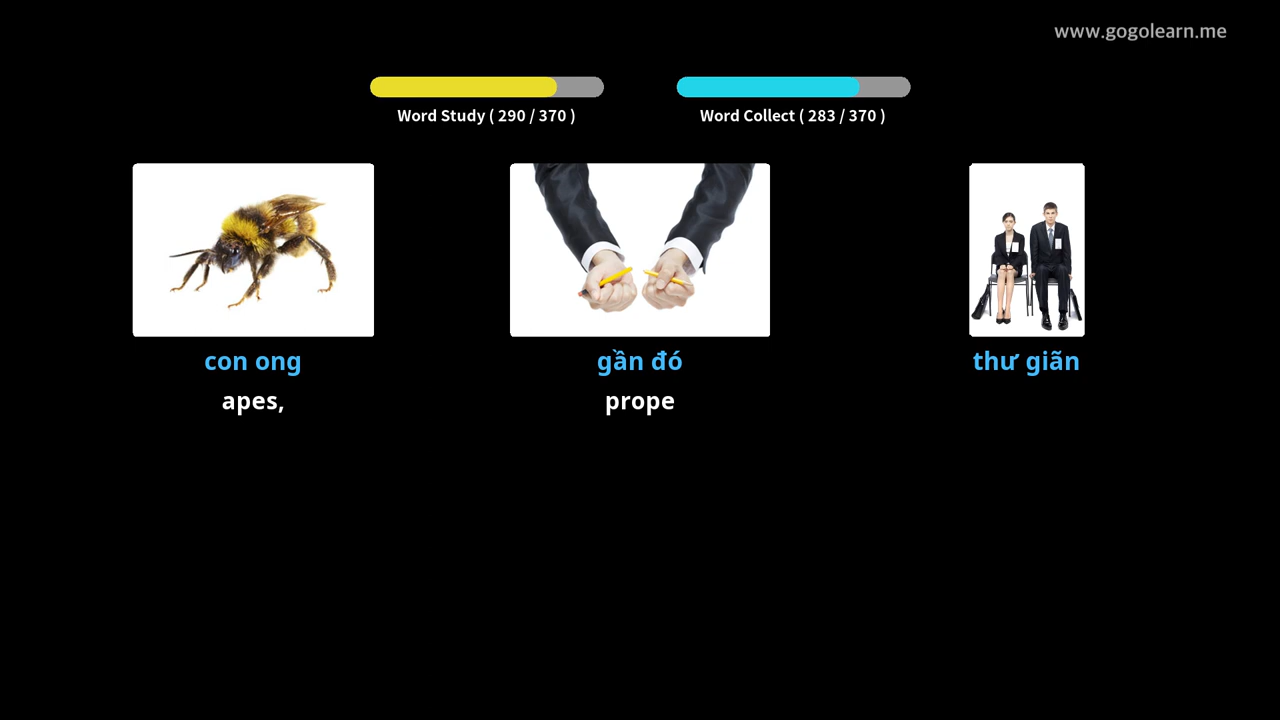 www.gogolearn.me
Word Study ( 290 / 370 )
Word Collect ( 283 / 370 )
con ong
gần đó
thư giãn
apes,
prope